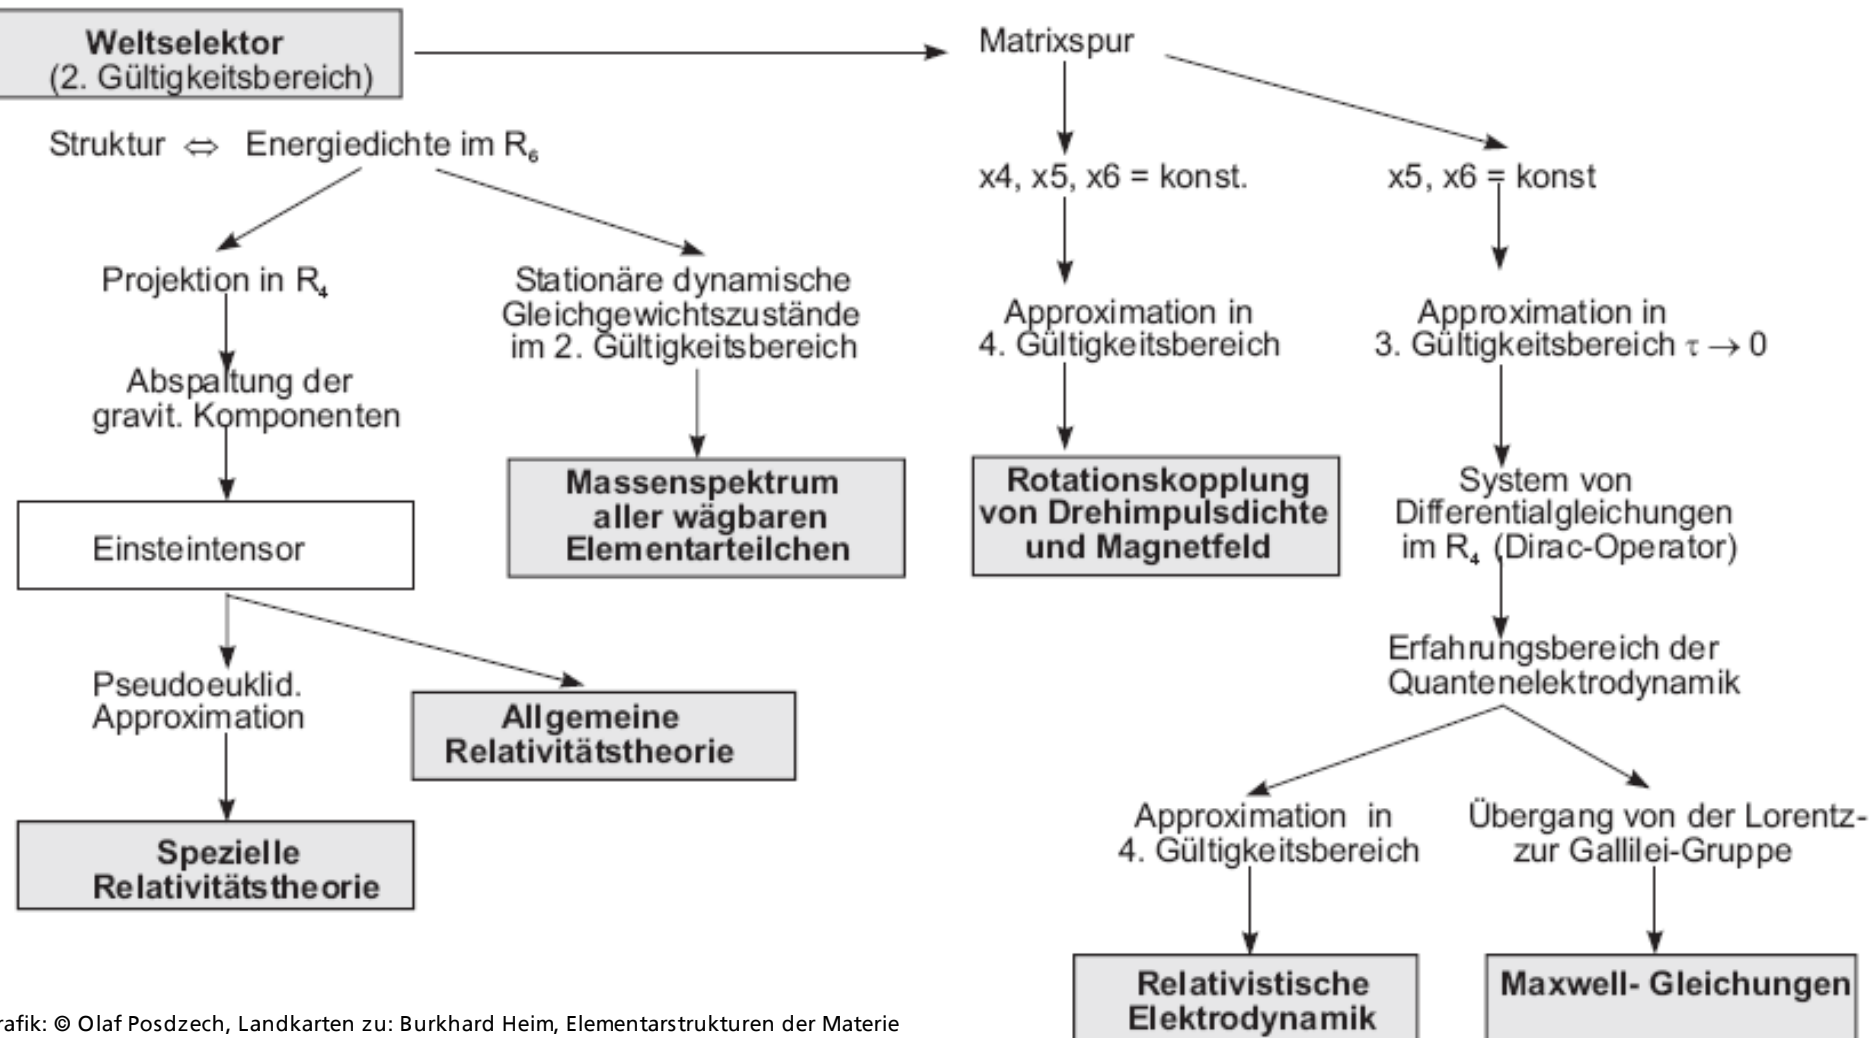 Weltselektor
(2. Gültigkeitsbereich)
Struktur ⇔ Energiedichte im R₆
Projektion in R₄
Abspaltung der
gravit. Komponenten
Einsteintensor
Pseudoeuklid.
Approximation
Spezielle
Relativitätstheorie
Allgemeine
Relativitätstheorie
Stationäre dynamische
Gleichgewichtszustände
im 2. Gültigkeitsbereich
Massenspektrum
aller wägbaren
Elementarteilchen
Matrixspur
x4, x5, x6 = konst.
Approximation in
4. Gültigkeitsbereich
Rotationskopplung
von Drehimpulsdichte
und Magnetfeld
x5, x6 = konst
Approximation in
3. Gültigkeitsbereich τ → 0
System von
Differentialgleichungen
im R₄ (Dirac-Operator)
Erfahrungsbereich der
Quantenelektrodynamik
Approximation in
4. Gültigkeitsbereich
Relativistische
Elektrodynamik
Übergang von der Lorentz-
zur Gallilei-Gruppe
Maxwell- Gleichungen
rafik: © Olaf Posdzech, Landkarten zu: Burkhard Heim, Elementarstrukturen der Materie